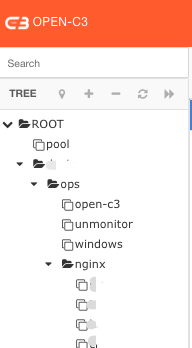 OPEN-C3
Search
TREE
ROOT
pool
ops
open-c3
unmonitor
windows
nginx